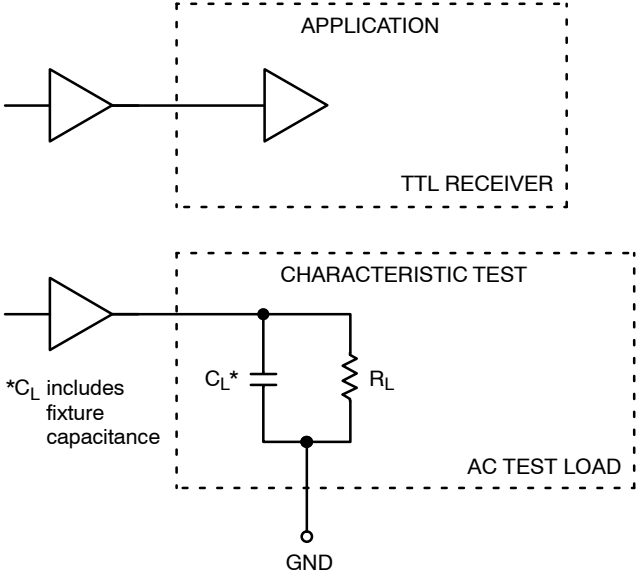 APPLICATION
TTL RECEIVER
CHARACTERISTIC TEST
*CL includes
fixture
capacitance
CL*
RL
AC TEST LOAD
GND